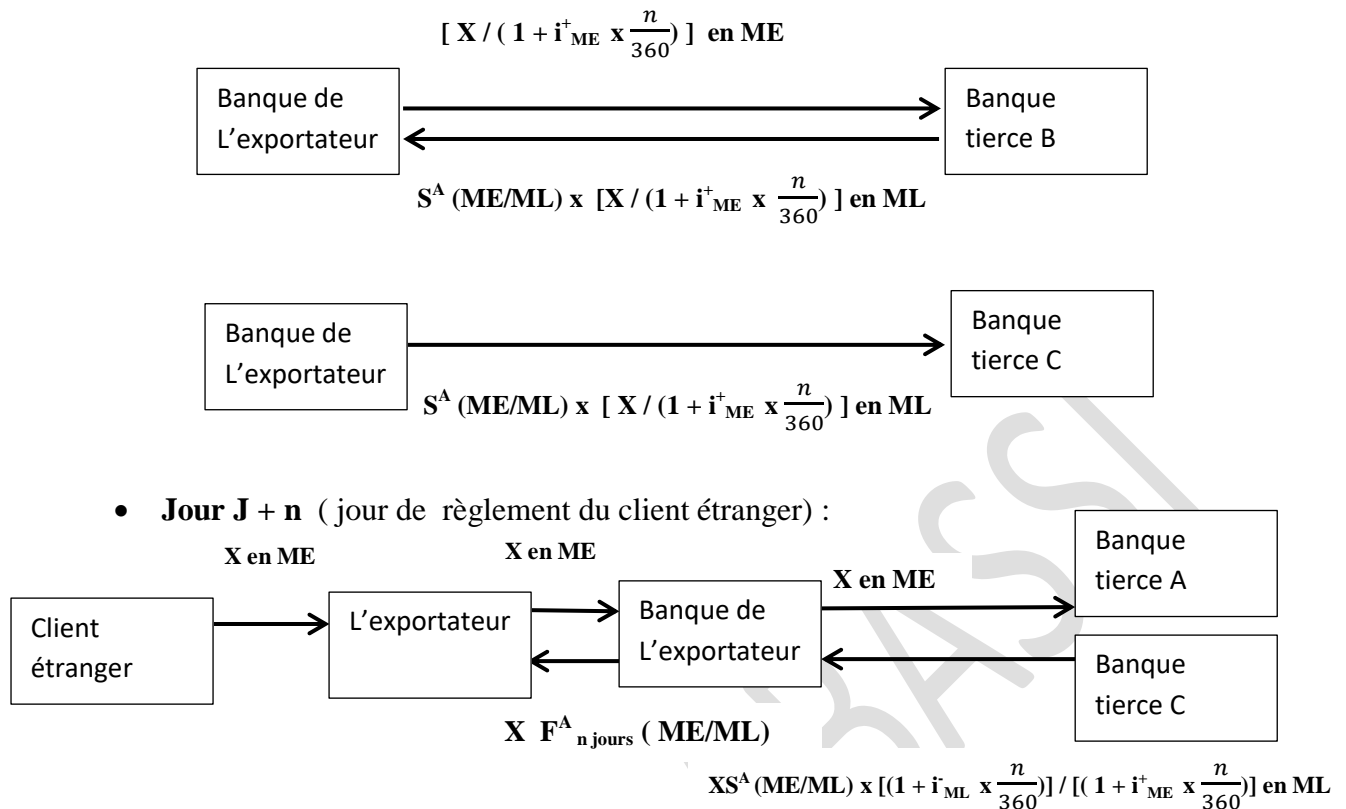 [ X / ( 1 + i⁺ME x n/360) ] en ME
Banque de
L’exportateur
Banque
tierce B
Sᴬ (ME/ML) x [X / (1 + i⁺ME x n/360) ] en ML
Banque de
L’exportateur
Banque
tierce C
Sᴬ (ME/ML) x [ X / (1 + i⁺ME x n/360) ] en ML
• Jour J + n ( jour de règlement du client étranger) :
X en ME
X en ME
X en ME
Banque
tierce A
Client
étranger
L’exportateur
Banque de
L’exportateur
Banque
tierce C
X Fᴬ n jours ( ME/ML)
XSᴬ (ME/ML) x [(1 + i⁻ML x n/360)] / [( 1 + i⁺ME x n/360)] en ML